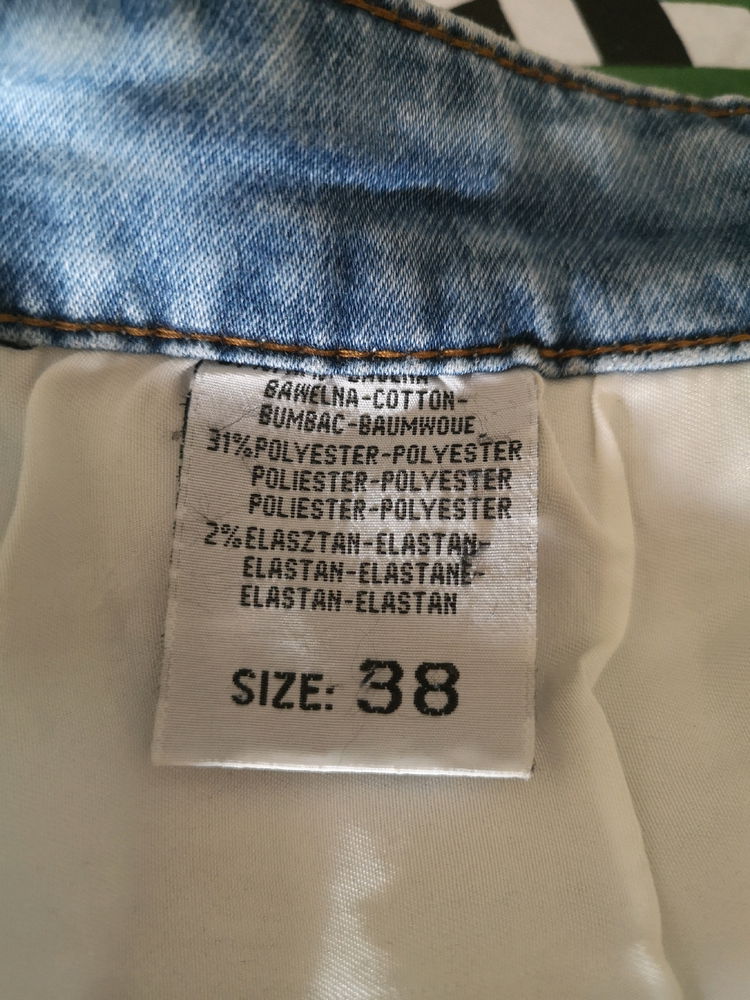 BAWELNA-COTTON-
BUMBAC-BAUMWOUE
31%POLYESTER-POLYESTER
POLIESTER-POLYESTER
POLIESTER-POLYESTER
2%ELASZTAN-ELASTAN-
ELASTAN-ELASTANE-
ELASTAN-ELASTAN
SIZE: 38